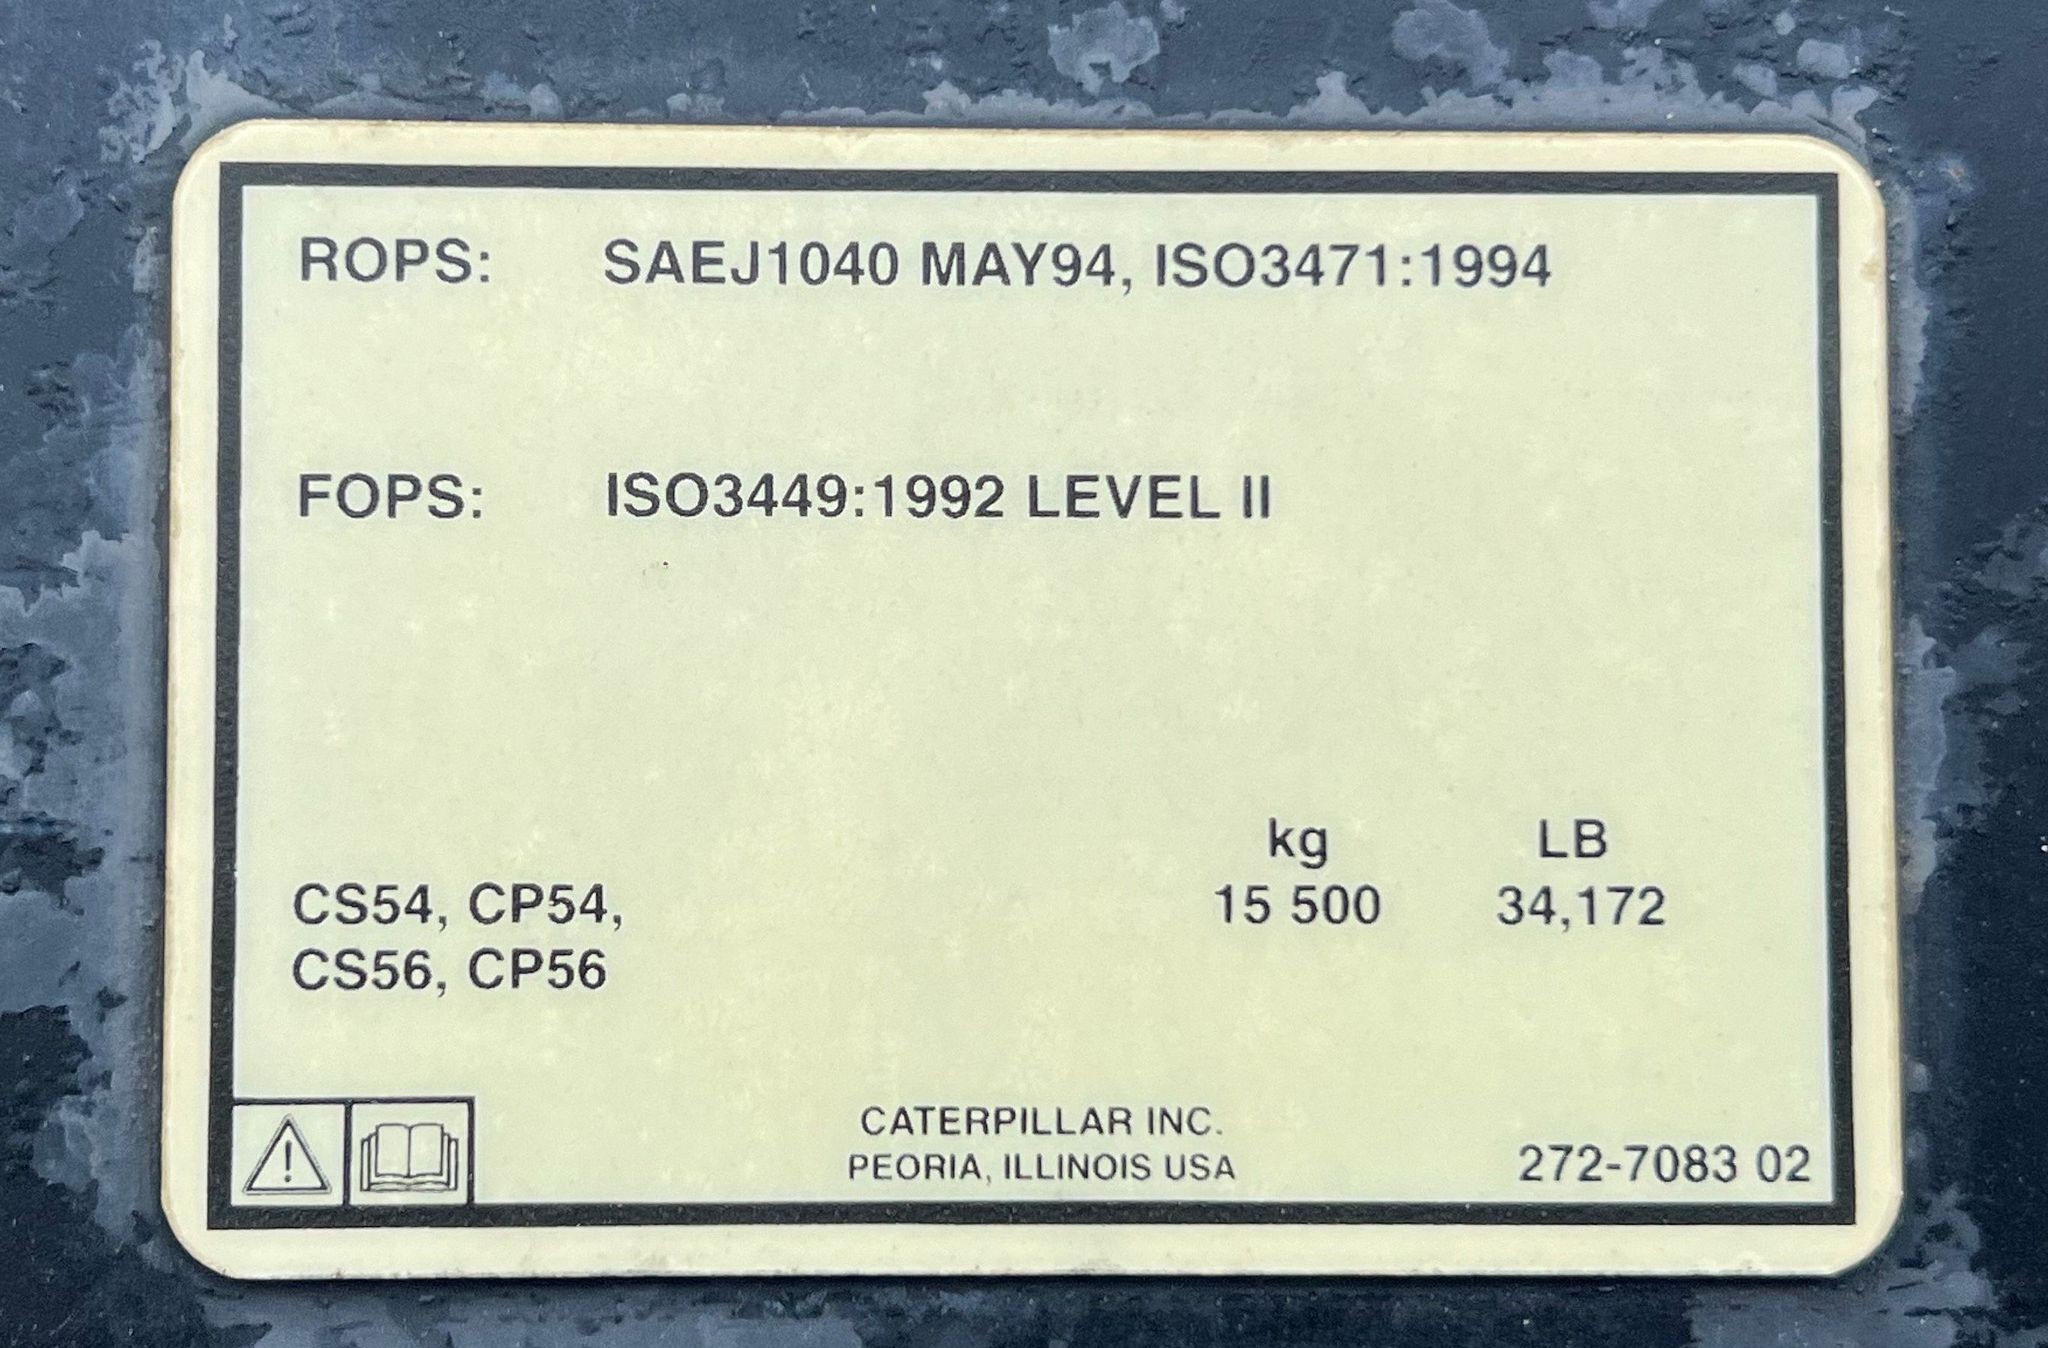 ROPS: SAEJ1040 MAY94, ISO3471:1994
FOPS: ISO3449:1992 LEVEL II
kg LB
CS54, CP54, 15 500 34,172
CS56, CP56
CATERPILLAR INC.
PEORIA, ILLINOIS USA
272-7083 02